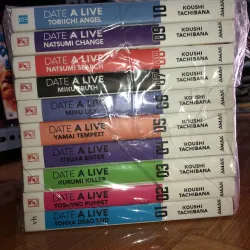 DATE A LIVE
TOBIICHI ANGEL
10
KOUSHI
TACHIBANA
DATE A LIVE
NATSUMI CHANGE
09
KOUSHI
TACHIBANA
DATE A LIVE
NATSUMI SEARCH
08
KOUSHI
TACHIBANA
DATE A LIVE
MIKU TRUTH
KOUSHI
TACHIBANA
DATE A LIVE
MIKU LILY
KOUSHI
TACHIBANA
DATE A LIVE
YAMAI TEMPEST
05
KOUSHI
TACHIBANA
DATE A LIVE
ITSUKA SISTER
KOUSHI
TACHIBANA
DATE A LIVE
KURUMI KILLER
03
KOUSHI
TACHIBANA
DATE A LIVE
YOSHINO PUPPET
02
KOUSHI
TACHIBANA
DATE A LIVE
TOHKA DEAD END
01
KOUSHI
TACHIBANA